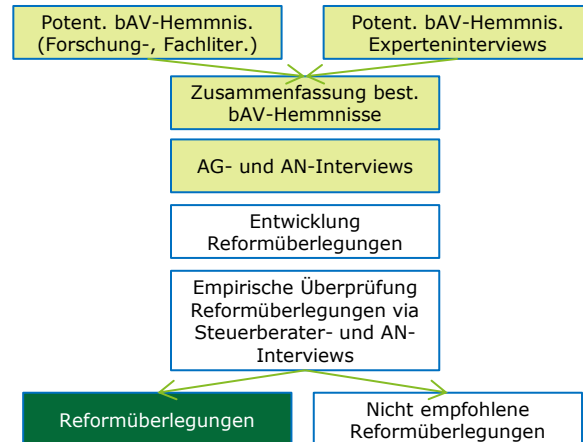 Potent. bAV-Hemmnis.
(Forschung-, Fachliter.)
Potent. bAV-Hemmnis.
Experteninterviews
Zusammenfassung best.
bAV-Hemmnisse
AG- und AN-Interviews
Entwicklung
Reformüberlegungen
Empirische Überprüfung
Reformüberlegungen via
Steuerberater- und AN-
Interviews
Reformüberlegungen
Nicht empfohlene
Reformüberlegungen